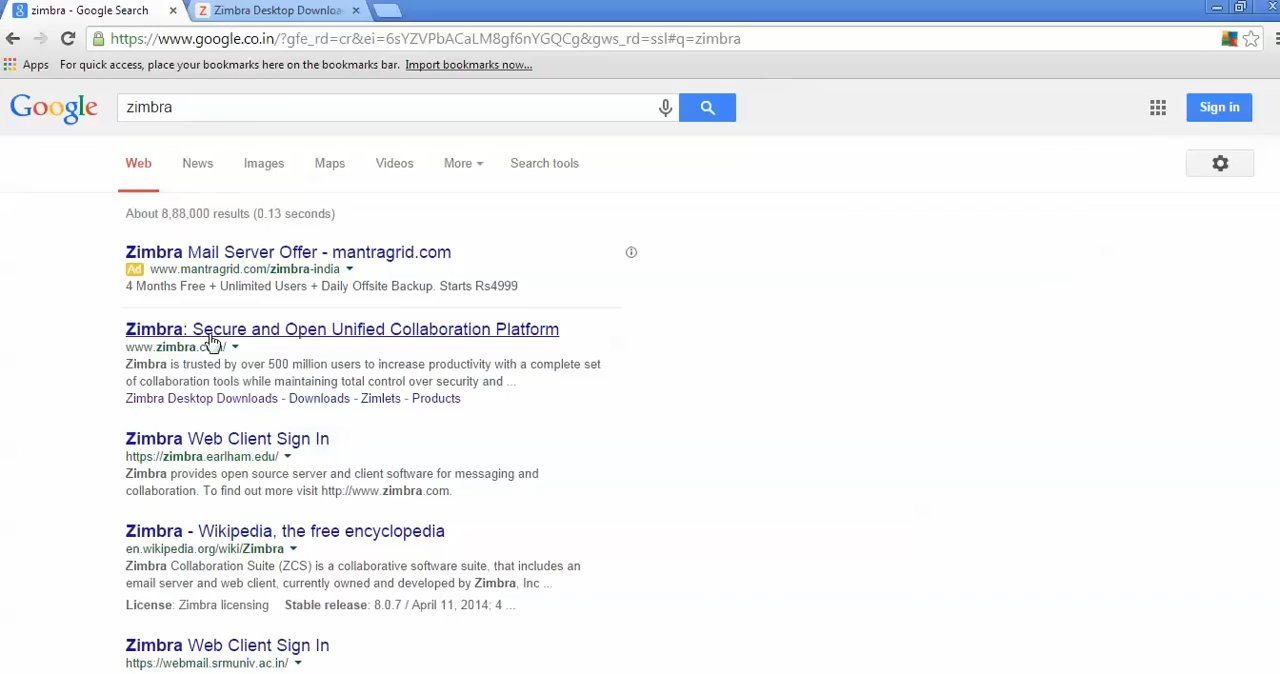 zimbra - Google Search
Zimbra Desktop Downloa
https://www.google.co.in/?gfe_rd=cr&ei=6sYZVPbACaLM8gf6nYGQCg&gws_rd=ssl#q=zimbra
Apps For quick access, place your bookmarks here on the bookmarks bar. Import bookmarks now...
Google zimbra Sign in
Web News Images Maps Videos More Search tools
About 8,88,000 results (0.13 seconds)
Zimbra Mail Server Offer - mantragrid.com
Ad www.mantragrid.com/zimbra-india
4 Months Free + Unlimited Users + Daily Offsite Backup. Starts Rs4999
Zimbra: Secure and Open Unified Collaboration Platform
www.zimbra.com/
Zimbra is trusted by over 500 million users to increase productivity with a complete set
of collaboration tools while maintaining total control over security and ...
Zimbra Desktop Downloads - Downloads - Zimlets - Products
Zimbra Web Client Sign In
https://zimbra.earlham.edu/
Zimbra provides open source server and client software for messaging and
collaboration. To find out more visit http://www.zimbra.com.
Zimbra - Wikipedia, the free encyclopedia
en.wikipedia.org/wiki/Zimbra
Zimbra Collaboration Suite (ZCS) is a collaborative software suite, that includes an
email server and web client, currently owned and developed by Zimbra, Inc ...
License: Zimbra licensing Stable release: 8.0.7 / April 11, 2014; 4 ...
Zimbra Web Client Sign In
https://webmail.srmuniv.ac.in/